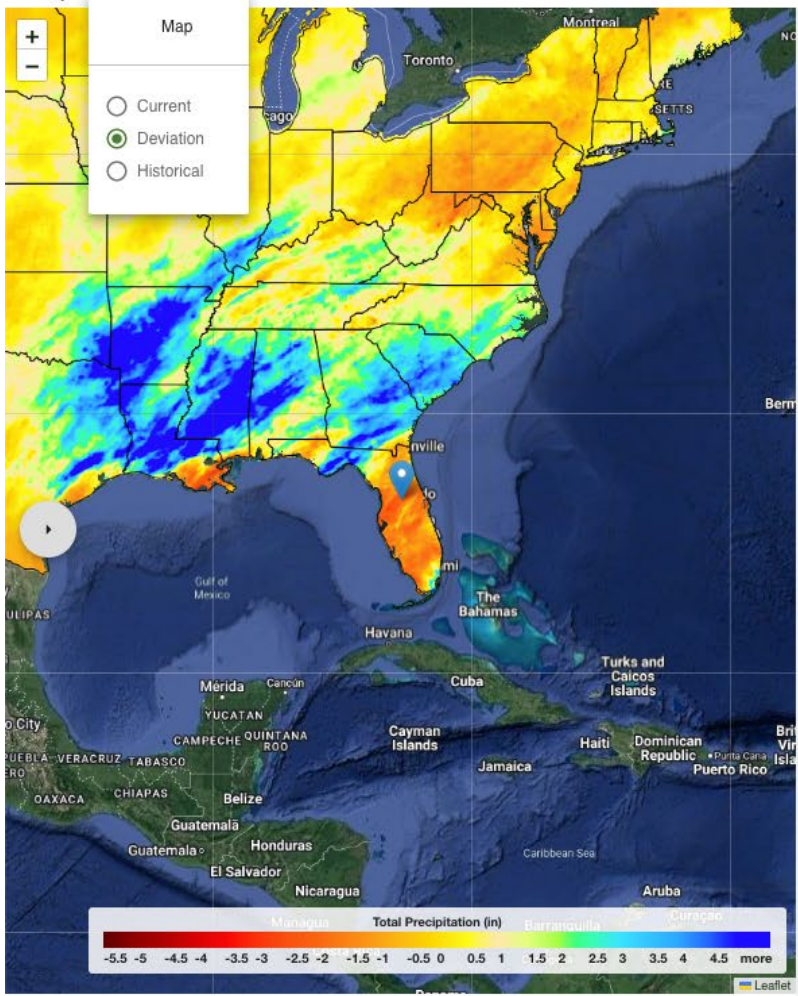 Map
+
−
Current
Deviation
Historical
Montreal
Toronto
NO
RE
SETTS
cago
Berm
nville
do
mi
Gulf of
Mexico
The
Bahamas
ULIPAS
Havana
Turks and
Caicos
Islands
Cuba
Mérida
Cancún
YUCATAN
CAMPECHE
QUINTANA
ROO
o City
Cayman
Islands
Haiti
Dominican
Republic
Punta Cana
Puerto Rico
Brit
Vir
Isla
PUEBLA
VERACRUZ
TABASCO
ERO
Jamaica
OAXACA
CHIAPAS
Belize
Guatemala
Guatemala
Honduras
El Salvador
Caribbean Sea
Nicaragua
Aruba
Curaçao
Managua
Barranquilla
Total Precipitation (in)
-5.5 -5 -4.5 -4 -3.5 -3 -2.5 -2 -1.5 -1 -0.5 0 0.5 1 1.5 2 2.5 3 3.5 4 4.5 more
Leaflet
Panama